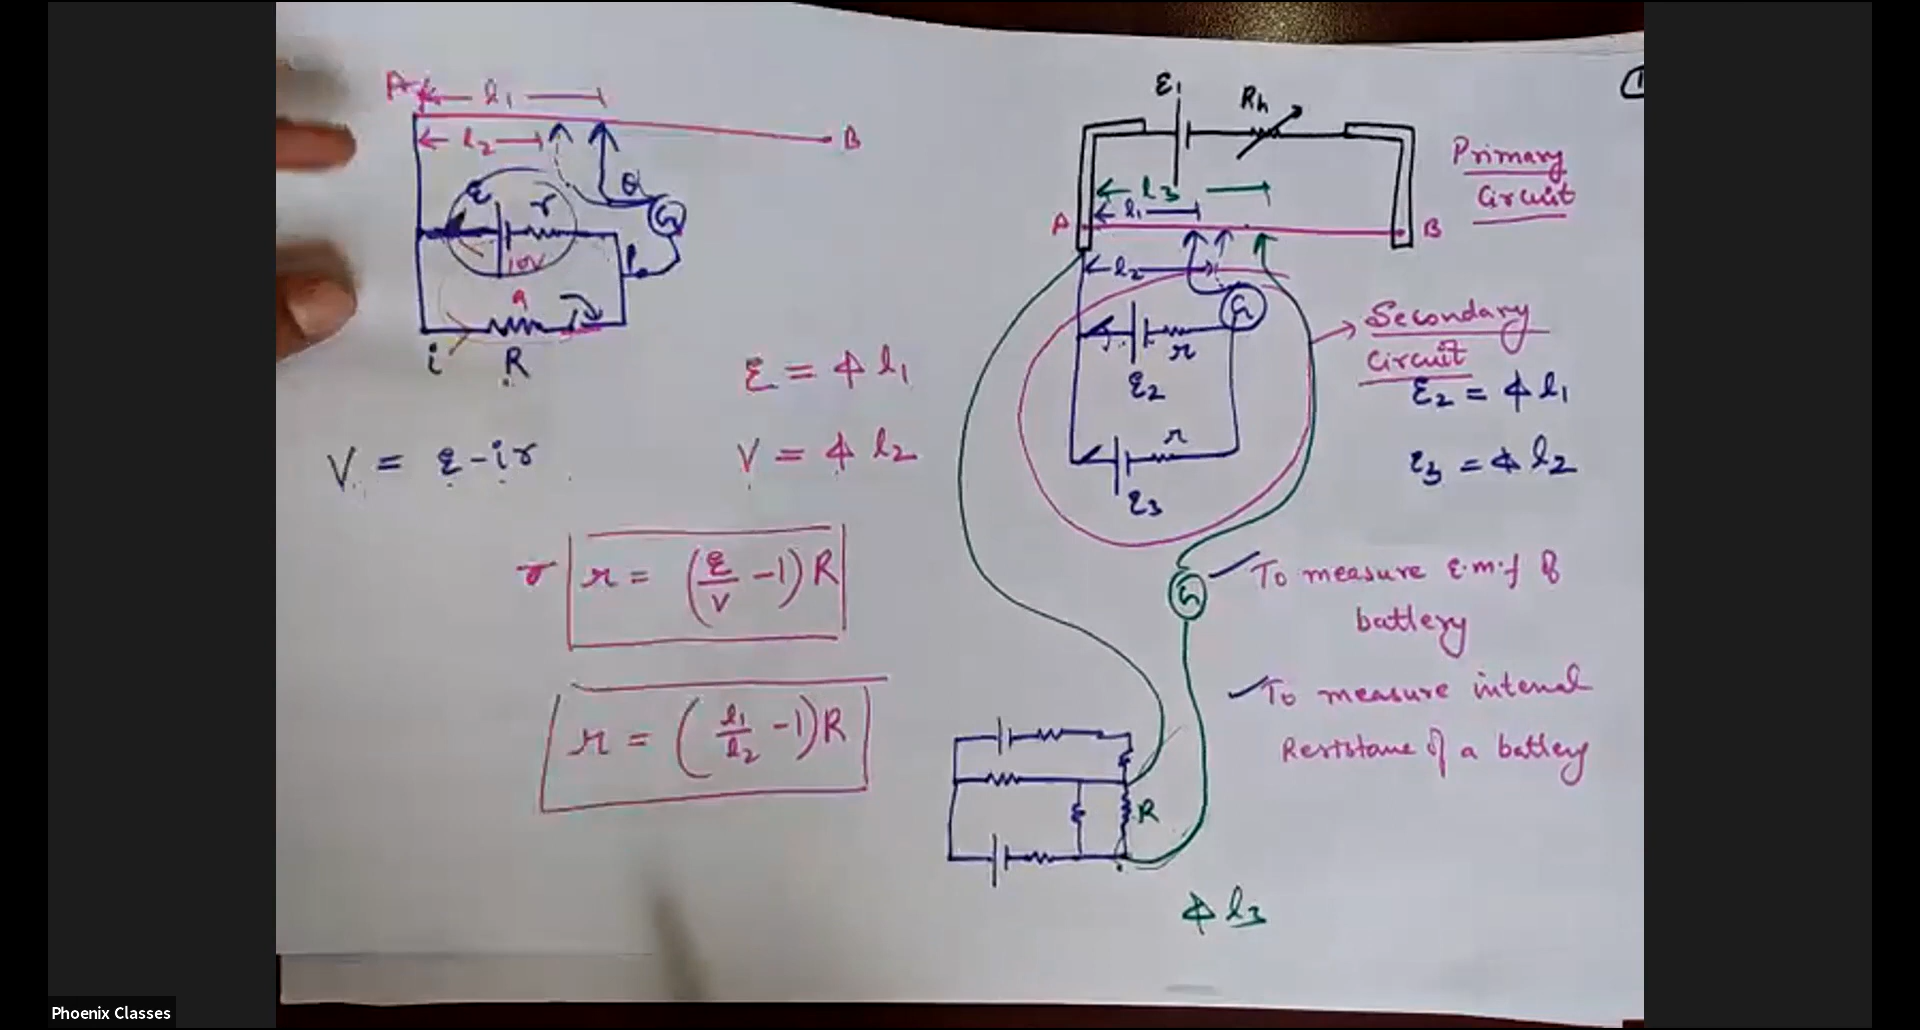 A
l₁
l₂
B
ε
r
Q
G
10V
P
R
i
R
ε = ϕ l₁
V = ε - i r
V = ϕ l₂
r = (ε/V - 1) R
r = (l₁/l₂ - 1) R
ε₁
Rh
Primary
Circuit
l₃
l₁
A
B
l₂
G
r
ε₂
Secondary
Circuit
ε₂ = ϕ l₁
r
ε₃
ε₃ = ϕ l₂
G
To measure e.m.f of
battery
To measure internal
Resistance of a battery
R
ϕ l₃
Phoenix Classes